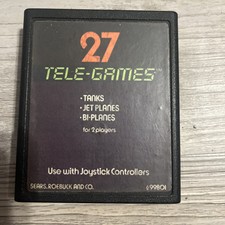 27
TELE-GAMES
•TANKS
•JET PLANES
•BI-PLANES
for 2 players
Use with Joystick Controllers
SEARS, ROEBUCK AND CO.